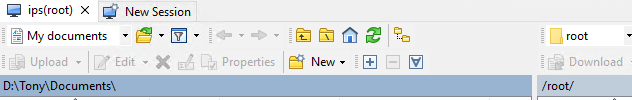 ips(root) New Session
My documents root
Upload Edit Properties New Download
D:\Tony\Documents\ /root/